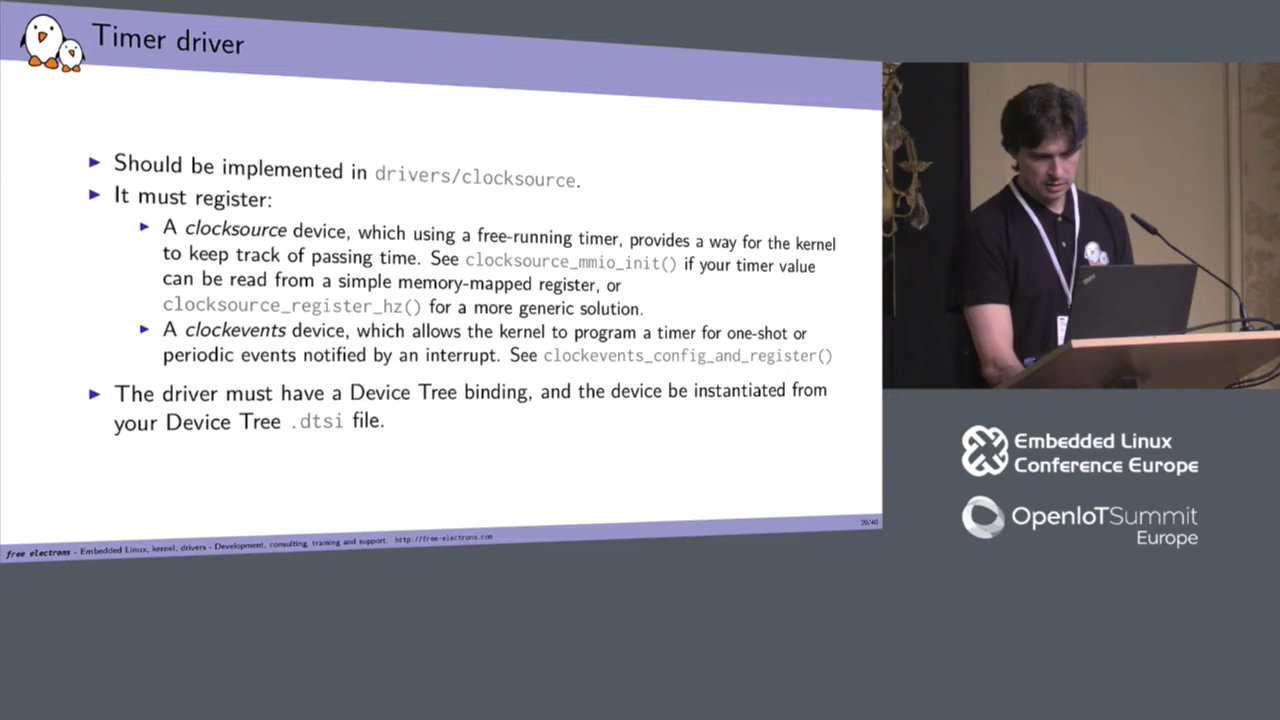 Timer driver
Should be implemented in drivers/clocksource.
It must register:
A clocksource device, which using a free-running timer, provides a way for the kernel
to keep track of passing time. See clocksource_mmio_init() if your timer value
can be read from a simple memory-mapped register, or
clocksource_register_hz() for a more generic solution.
A clockevents device, which allows the kernel to program a timer for one-shot or
periodic events notified by an interrupt. See clockevents_config_and_register()
The driver must have a Device Tree binding, and the device be instantiated from
your Device Tree .dtsi file.
20/40
free electrons - Embedded Linux, kernel, drivers - Development, consulting, training and support. http://free-electrons.com
Embedded Linux
Conference Europe
OpenIoTSummit
Europe